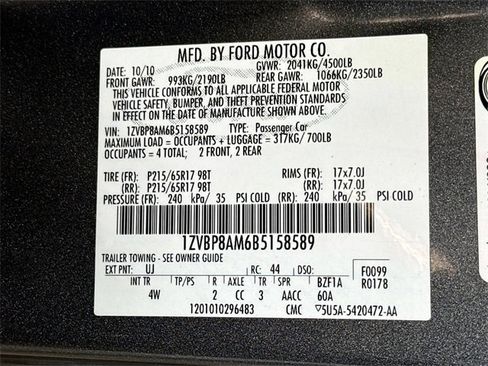 MFD. BY FORD MOTOR CO.
DATE: 10/10 GVWR: 2041KG/4500LB
FRONT GAWR: 993KG/2190LB REAR GAWR: 1066KG/2350LB
THIS VEHICLE CONFORMS TO ALL APPLICABLE FEDERAL MOTOR
VEHICLE SAFETY, BUMPER, AND THEFT PREVENTION STANDARDS
IN EFFECT ON THE DATE OF MANUFACTURE SHOWN ABOVE.
VIN: 1ZVBP8AM6B5158589 TYPE: Passenger Car
MAXIMUM LOAD = OCCUPANTS + LUGGAGE = 317KG/ 700LB
OCCUPANTS = 4 TOTAL; 2 FRONT, 2 REAR
TIRE (FR): P215/65R17 98T RIMS (FR): 17x7.0J
(RR): P215/65R17 98T (RR): 17x7.0J
PRESSURE (FR): 240 kPa/ 35 PSI COLD (RR): 240 kPa/ 35 PSI COLD
1ZVBP8AM6B5158589
TRAILER TOWING - SEE OWNER GUIDE
EXT PNT: UJ RC: 44 DSO: F0099
INT TR TP/PS R AXLE TR SPR BZF1A R0178
4W 2 CC 3 AACC 60A
1201010296483 CMC ▽5U5A-5420472-AA